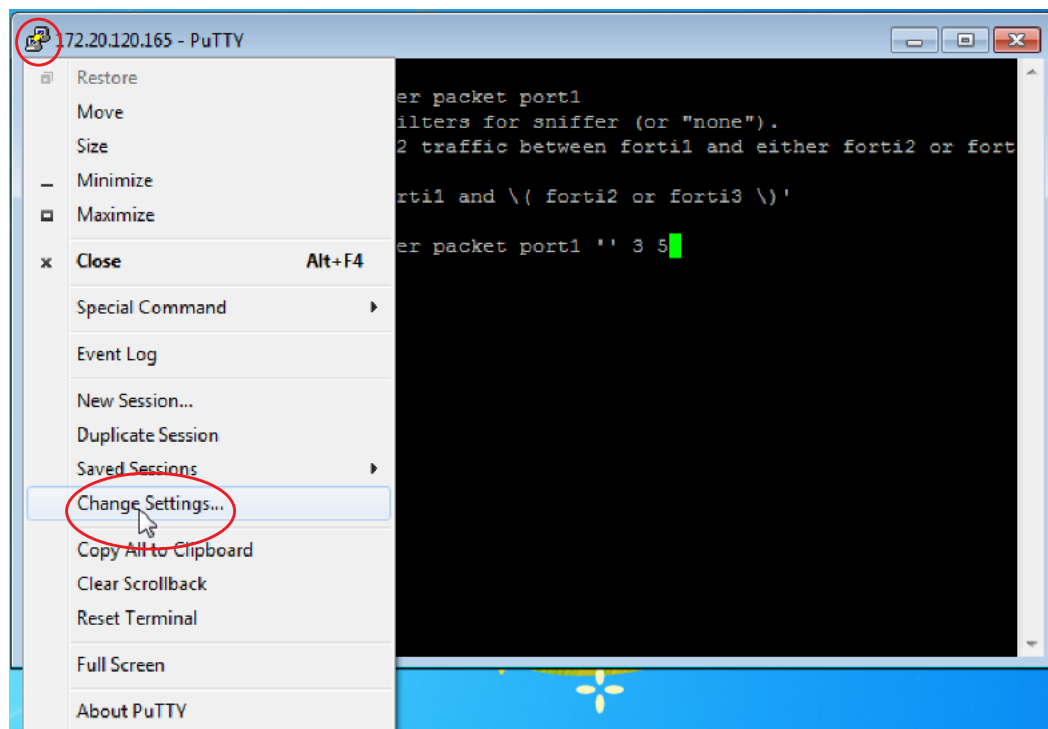 172.20.120.165 - PuTTY
Restore
Move
Size
Minimize
Maximize
Close Alt+F4
Special Command
Event Log
New Session...
Duplicate Session
Saved Sessions
Change Settings...
Copy All to Clipboard
Clear Scrollback
Reset Terminal
Full Screen
About PuTTY
er packet port1
ilters for sniffer (or "none").
2 traffic between forti1 and either forti2 or fort
rti1 and \( forti2 or forti3 \)'
er packet port1 '' 3 5